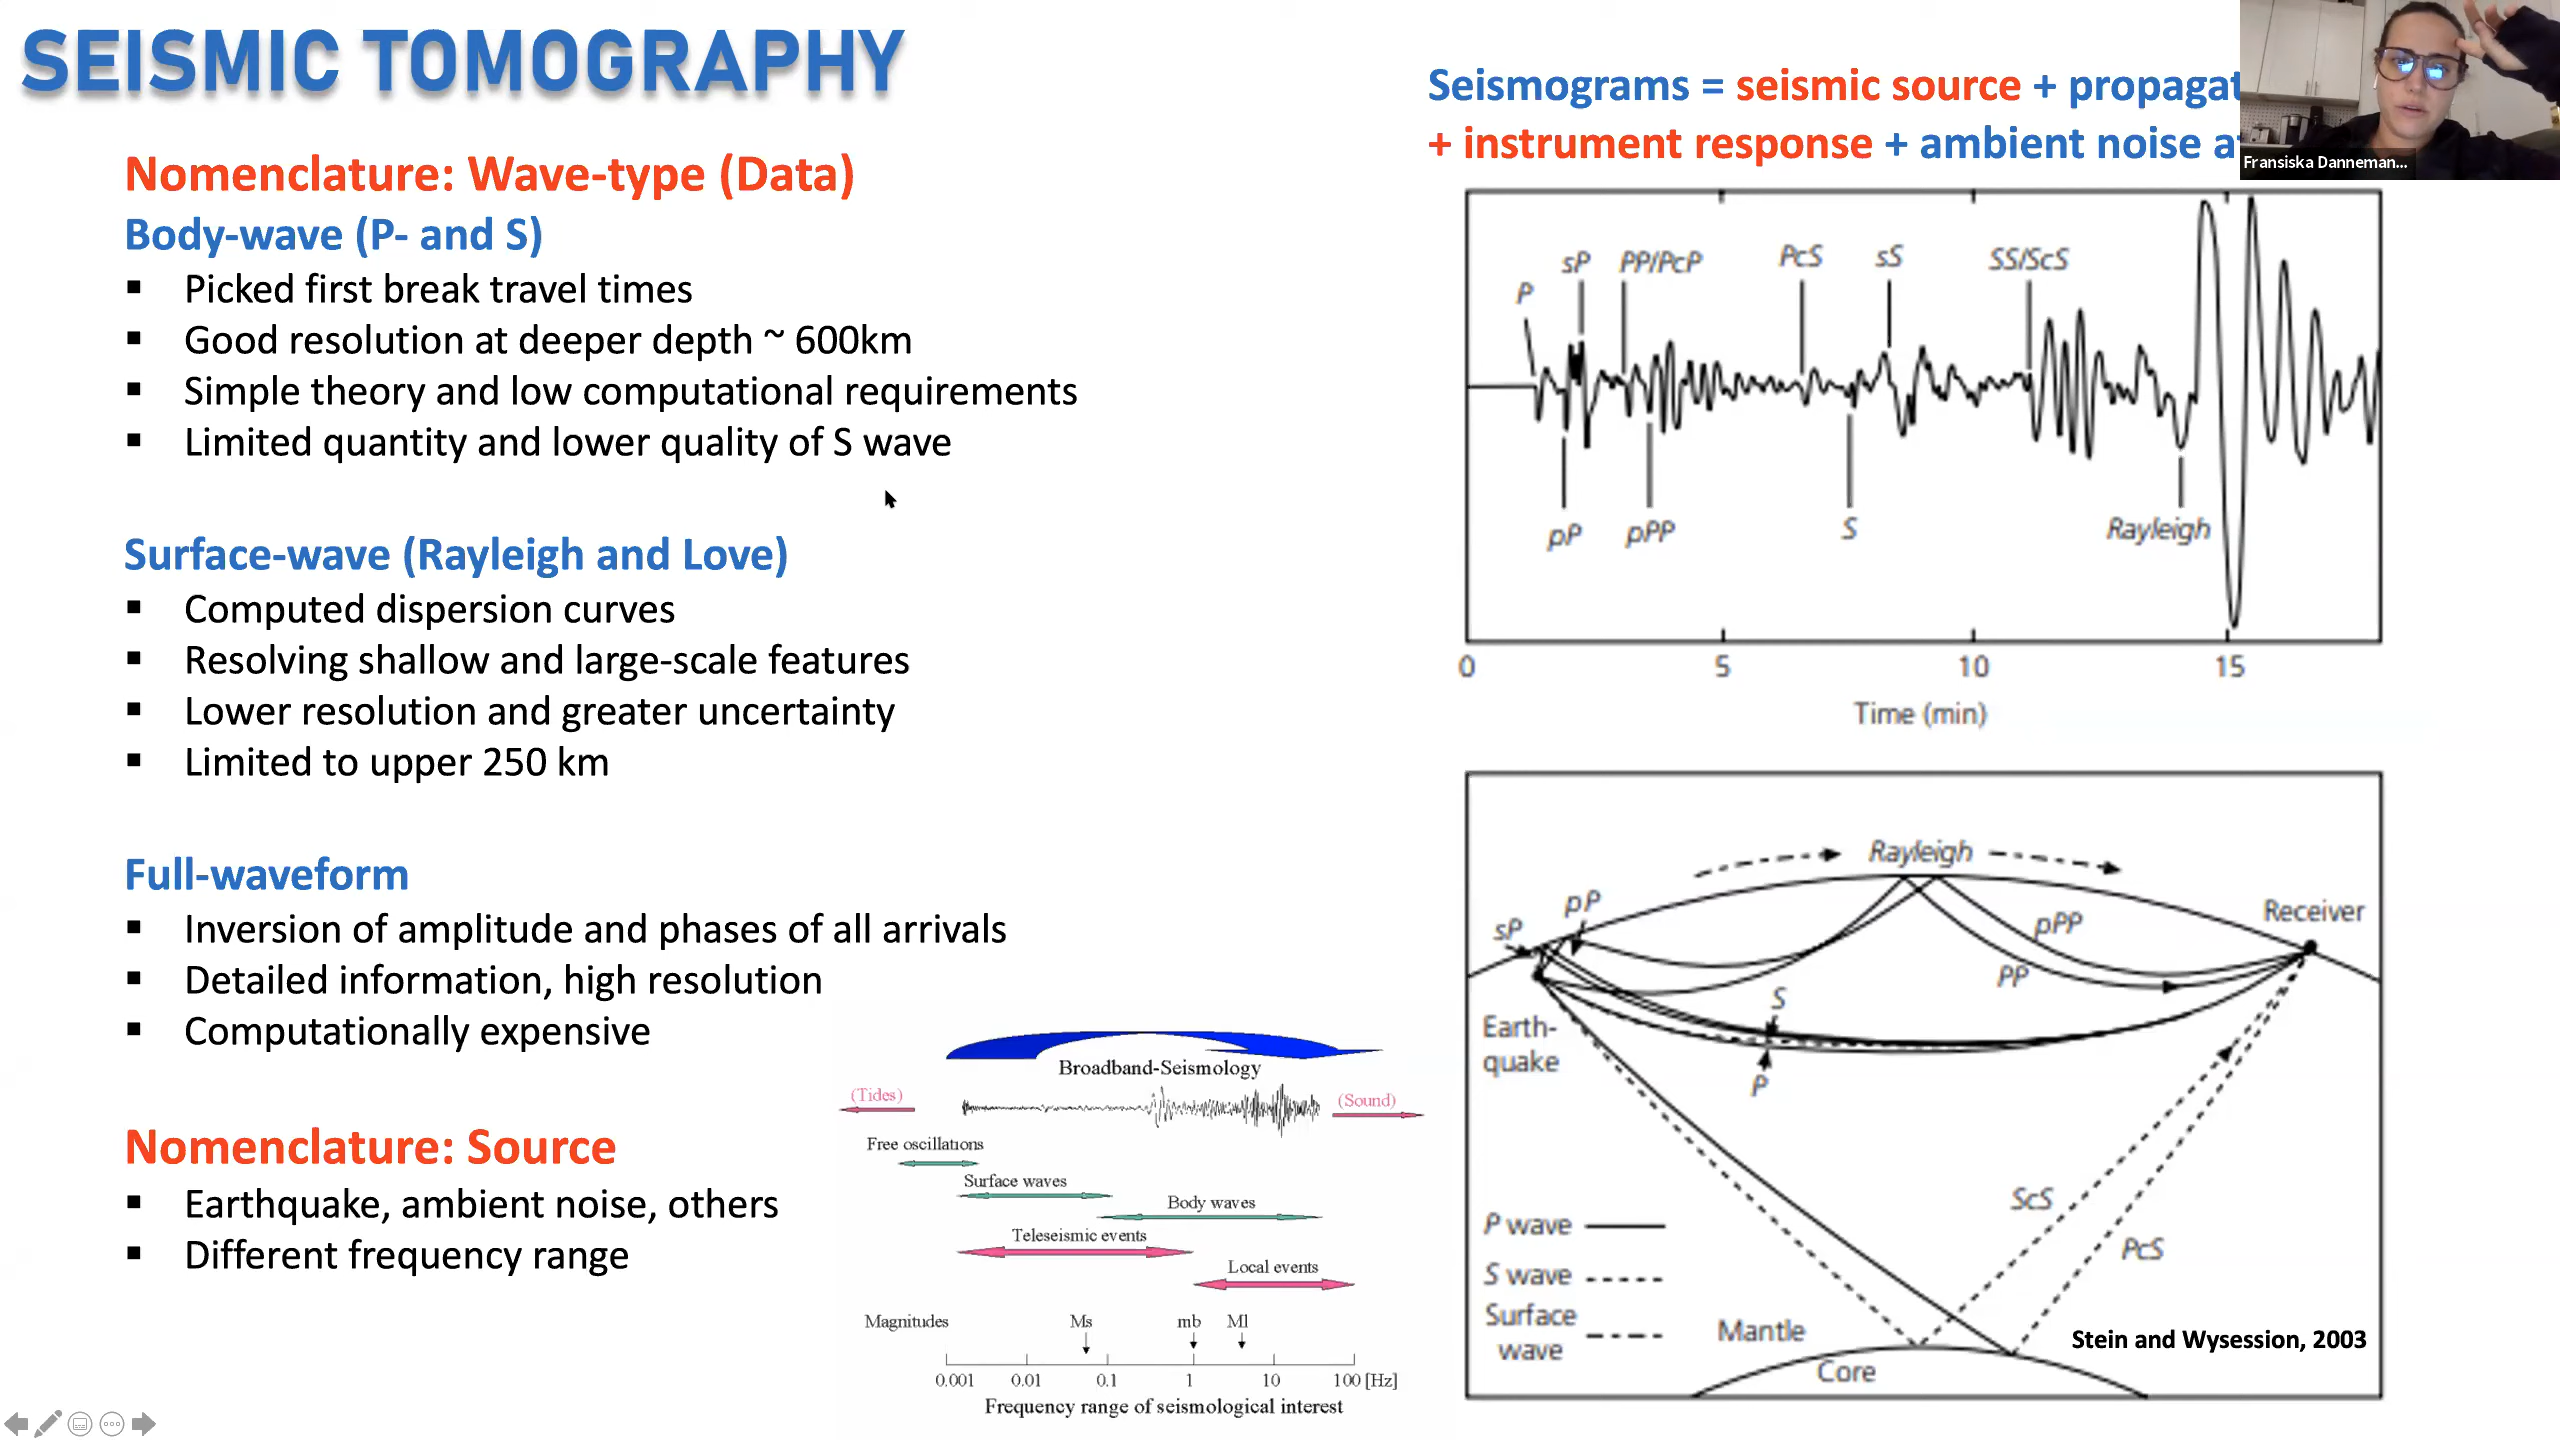 SEISMIC TOMOGRAPHY
Nomenclature: Wave-type (Data)
Body-wave (P- and S)
▪ Picked first break travel times
▪ Good resolution at deeper depth ~ 600km
▪ Simple theory and low computational requirements
▪ Limited quantity and lower quality of S wave
Surface-wave (Rayleigh and Love)
▪ Computed dispersion curves
▪ Resolving shallow and large-scale features
▪ Lower resolution and greater uncertainty
▪ Limited to upper 250 km
Full-waveform
▪ Inversion of amplitude and phases of all arrivals
▪ Detailed information, high resolution
▪ Computationally expensive
Nomenclature: Source
▪ Earthquake, ambient noise, others
▪ Different frequency range
Broadband-Seismology
(Tides)
(Sound)
Free oscillations
Surface waves
Body waves
Teleseismic events
Local events
Magnitudes Ms mb Ml
0.001 0.01 0.1 1 10 100 [Hz]
Frequency range of seismological interest
Seismograms = seismic source +
+ instrument response + ambient noise
Fransiska Danneman...
P sP PP/PcP PcS sS SS/ScS
pP pPP S Rayleigh
0 5 10 15
Time (min)
Rayleigh
sP pP
pPP
Receiver
PP
S
Earth-
quake
P
ScS
PcS
P wave
S wave
Surface
wave
Mantle
Core
Stein and Wysession, 2003